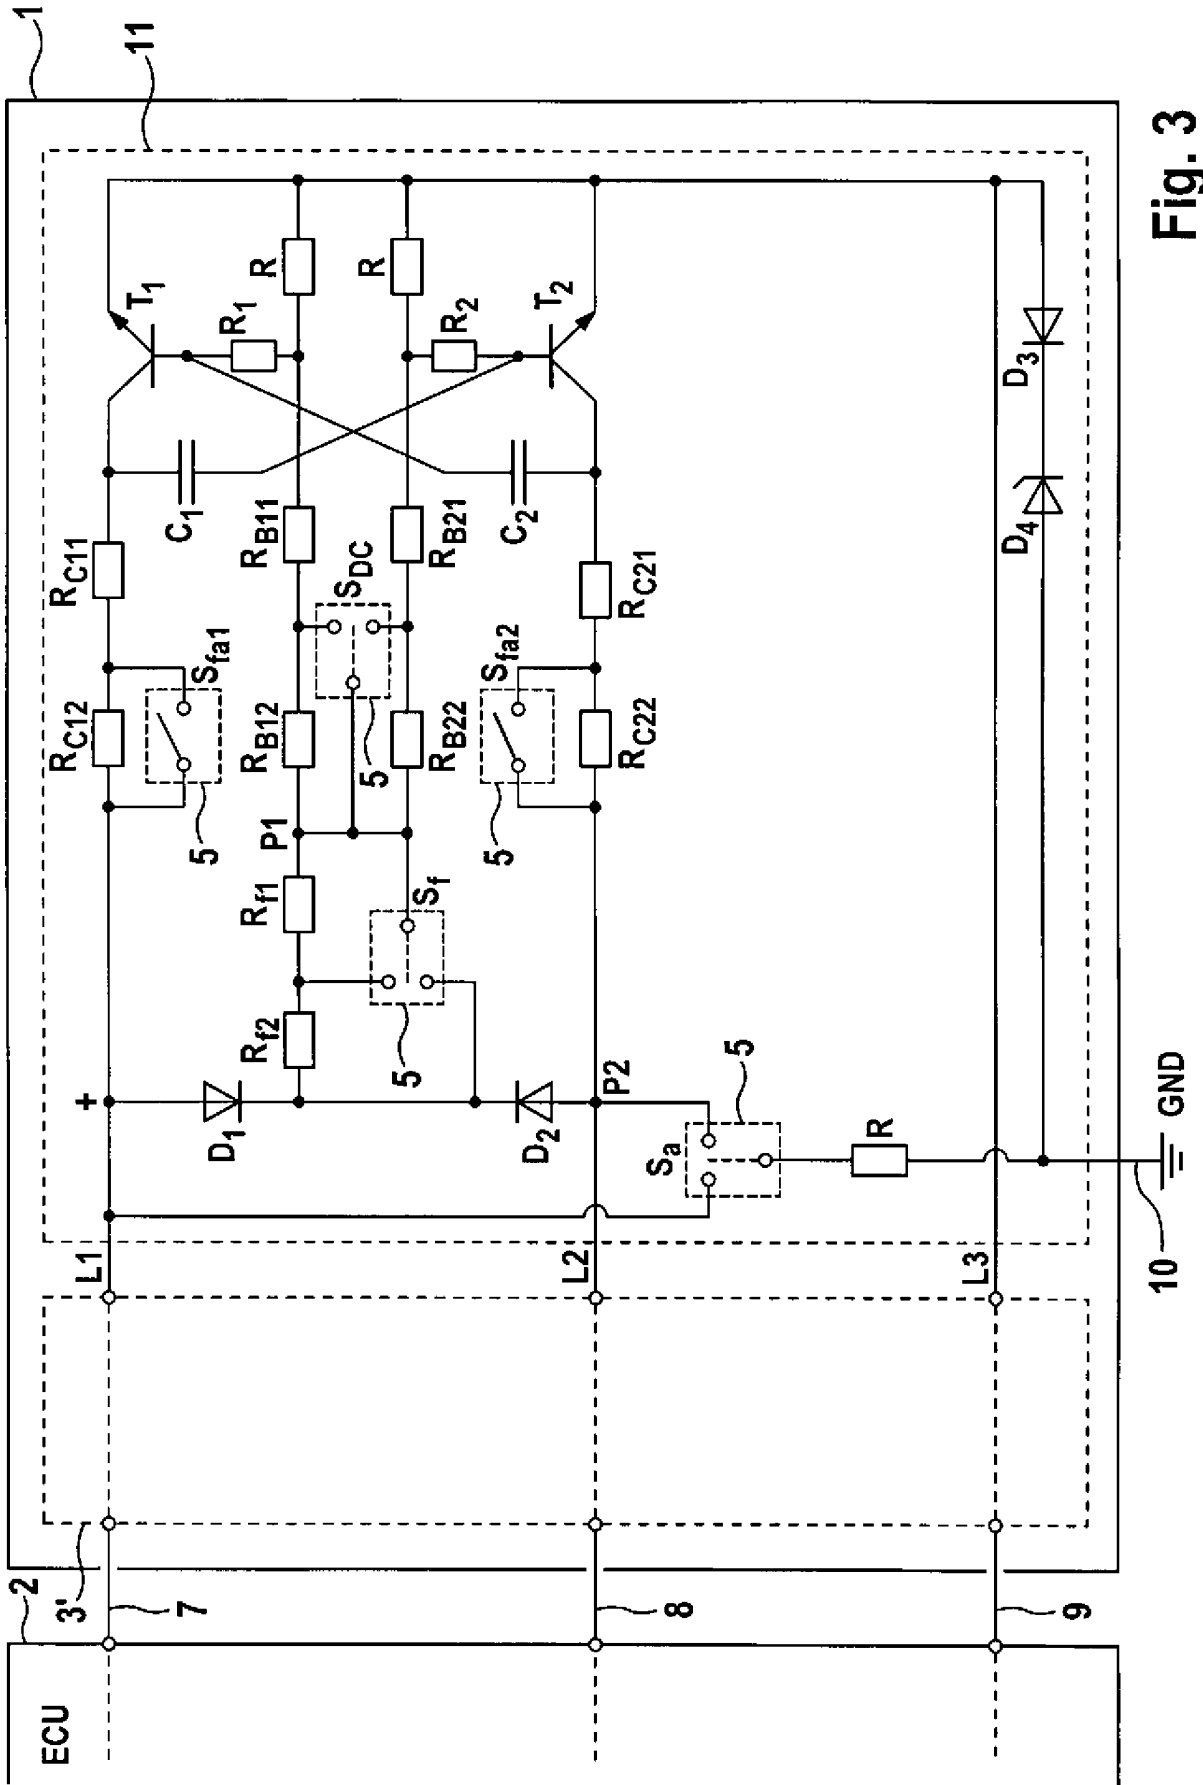 1
11
T1
R1
R
R
R2
T2
D3
C1
RB11
RB21
C2
D4
RC11
SDC
RC21
Sfa1
Sfa2
RC12
RB12
5
RB22
RC22
5
P1
5
Rf1
Sf
Rf2
5
+
P2
5
D1
D2
Sa
R
GND
L1
L2
L3
10
2
3'
7
8
9
ECU
Fig. 3